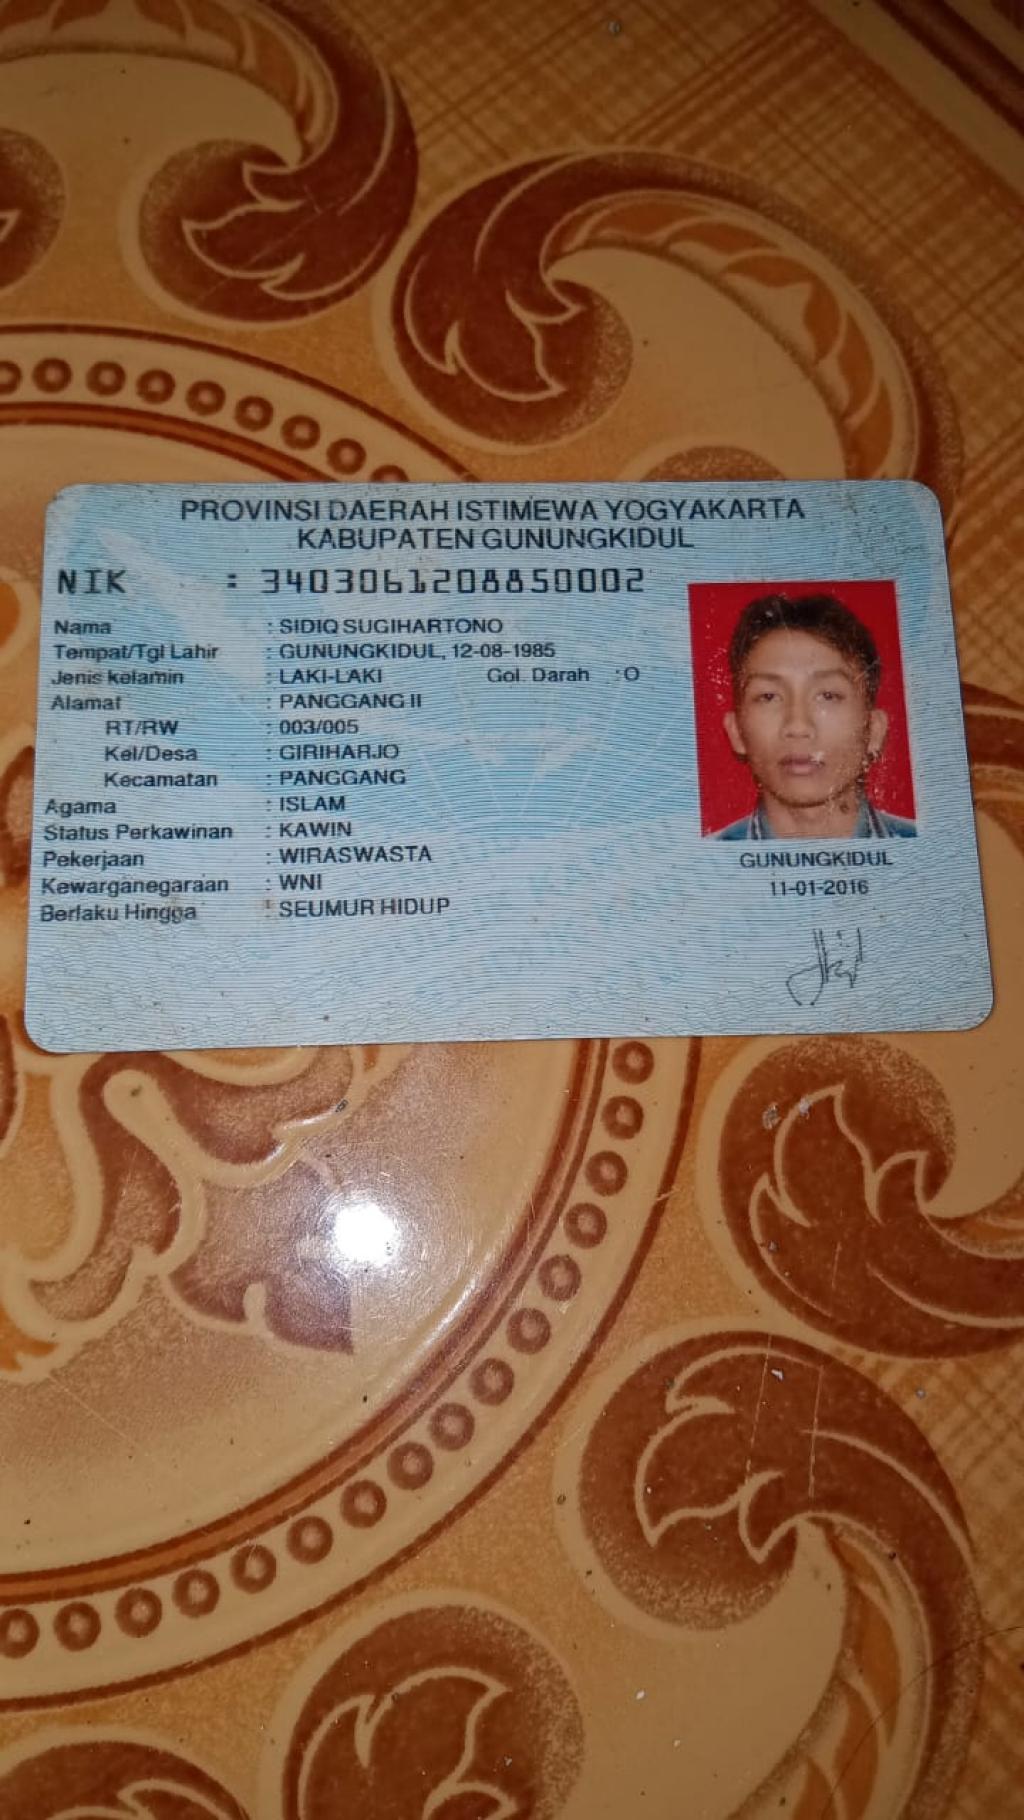 PROVINSI DAERAH ISTIMEWA YOGYAKARTA
KABUPATEN GUNUNGKIDUL
NIK : 3403061208850002
Nama : SIDIQ SUGIHARTONO
Tempat/Tgl Lahir : GUNUNGKIDUL, 12-08-1985
Jenis kelamin : LAKI-LAKI Gol. Darah : O
Alamat : PANGGANG II
RT/RW : 003/005
Kel/Desa : GIRIHARJO
Kecamatan : PANGGANG
Agama : ISLAM
Status Perkawinan : KAWIN
Pekerjaan : WIRASWASTA
Kewarganegaraan : WNI
Berlaku Hingga : SEUMUR HIDUP
GUNUNGKIDUL
11-01-2016